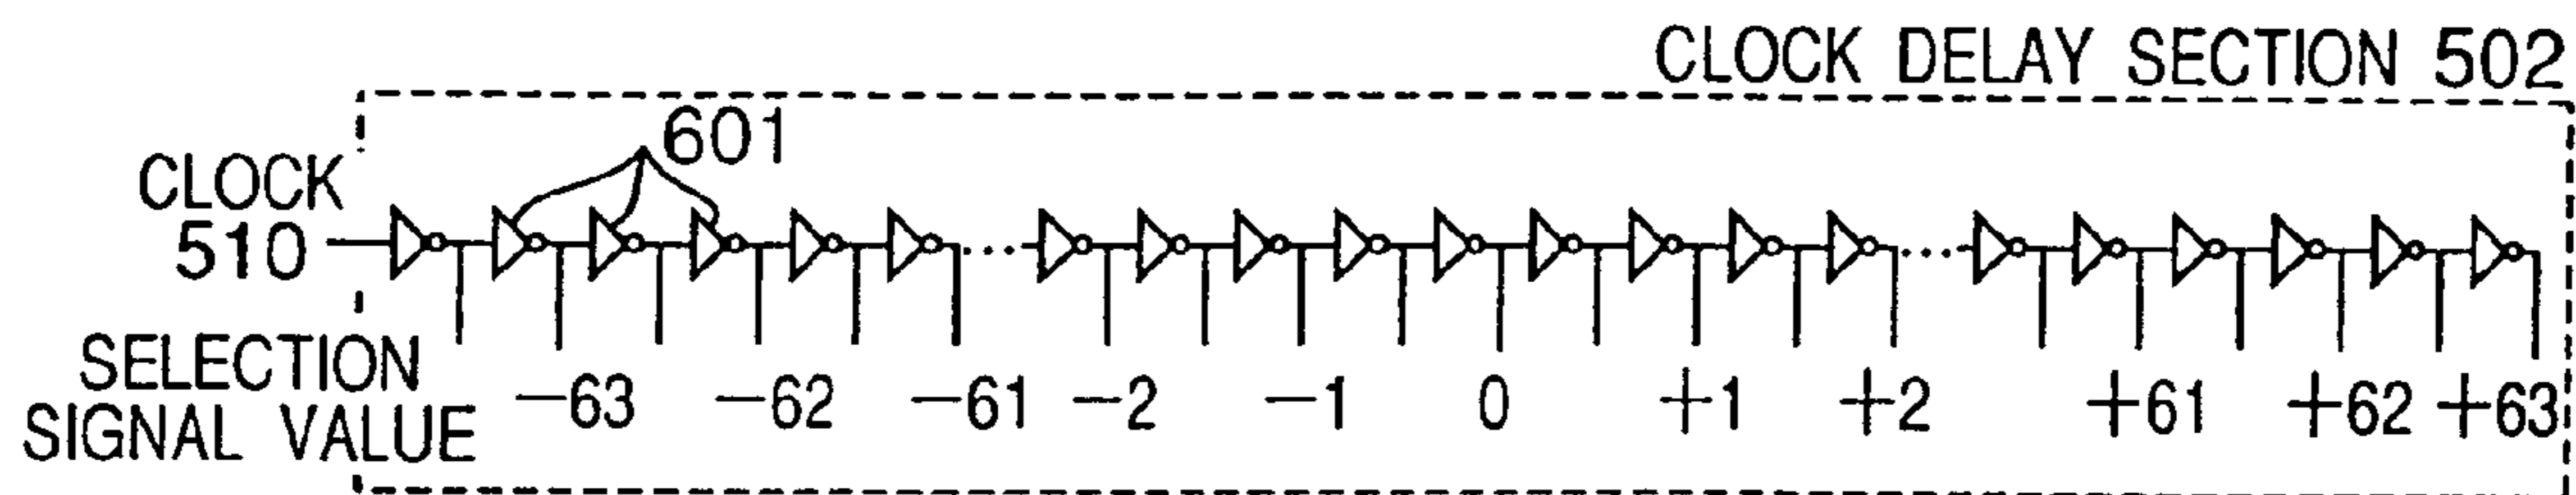 CLOCK DELAY SECTION 502
601
CLOCK
510
SELECTION
SIGNAL VALUE
−63 −62 −61 −2 −1 0 +1 +2 +61 +62 +63